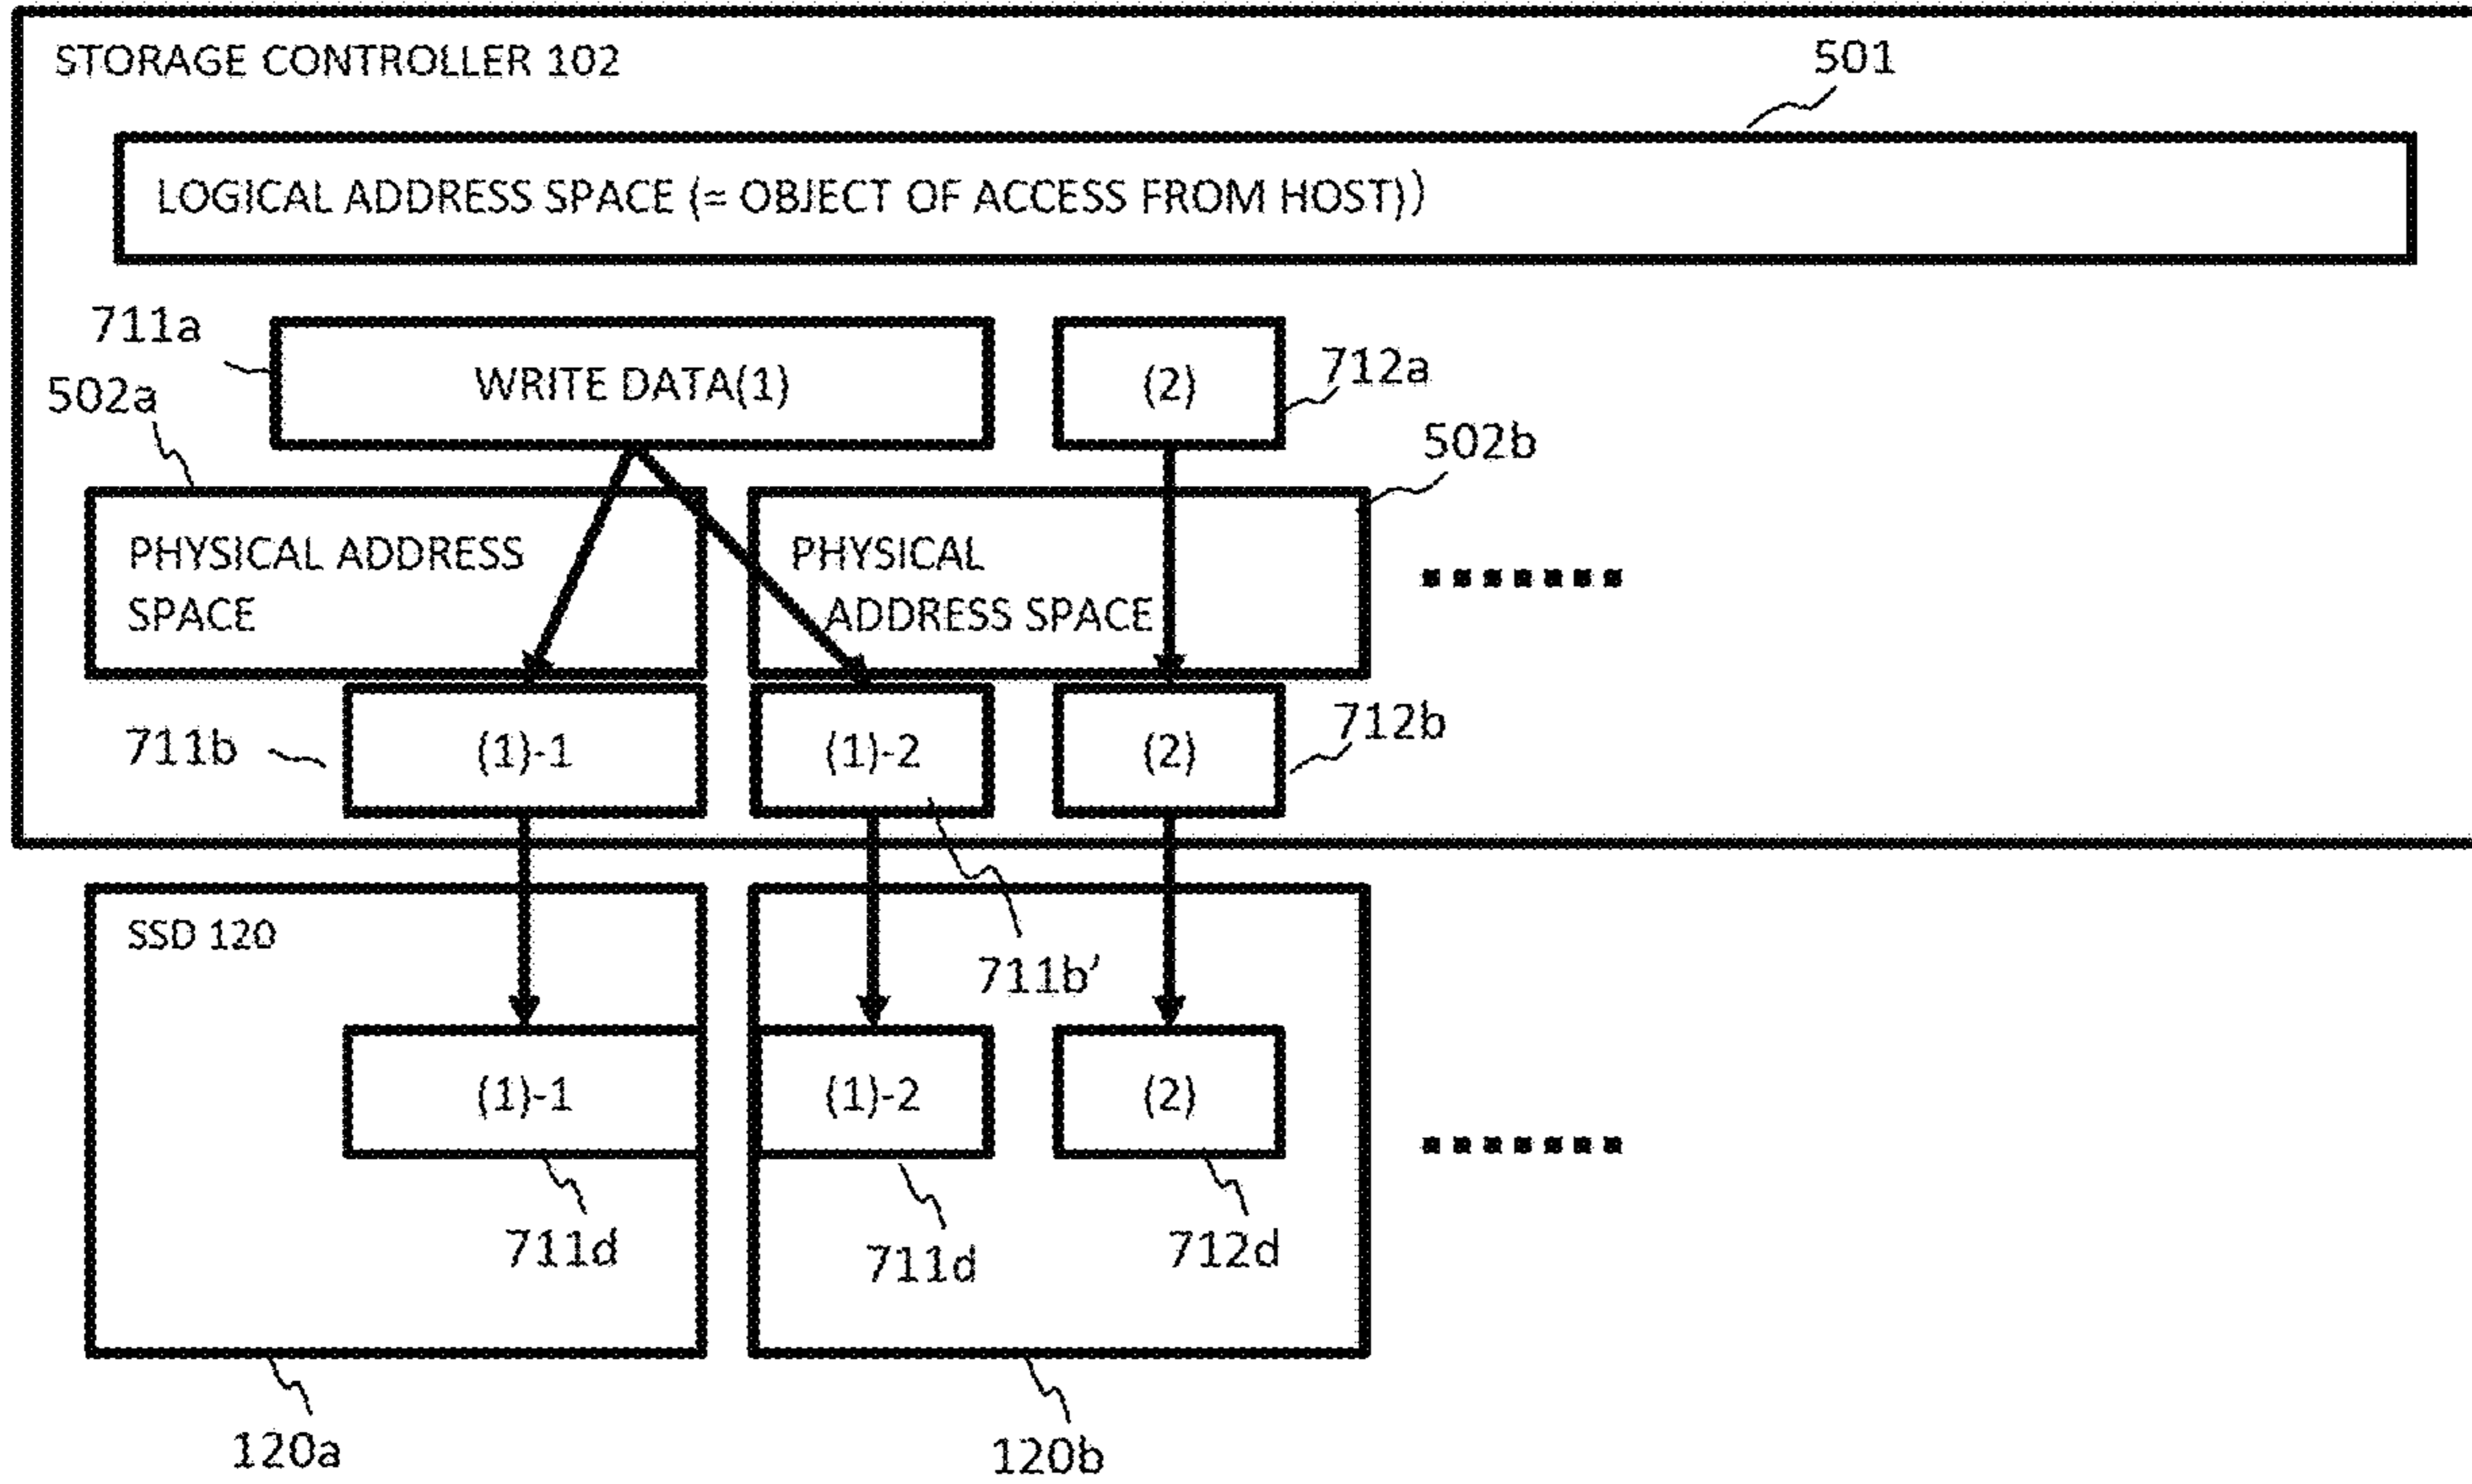 STORAGE CONTROLLER 102
501
LOGICAL ADDRESS SPACE (= OBJECT OF ACCESS FROM HOST))
711a
WRITE DATA(1)
(2)
712a
502a
502b
PHYSICAL ADDRESS
SPACE
PHYSICAL
ADDRESS SPACE
711b
(1)-1
(1)-2
(2)
712b
SSD 120
711b'
(1)-1
(1)-2
(2)
711d
711d
712d
120a
120b